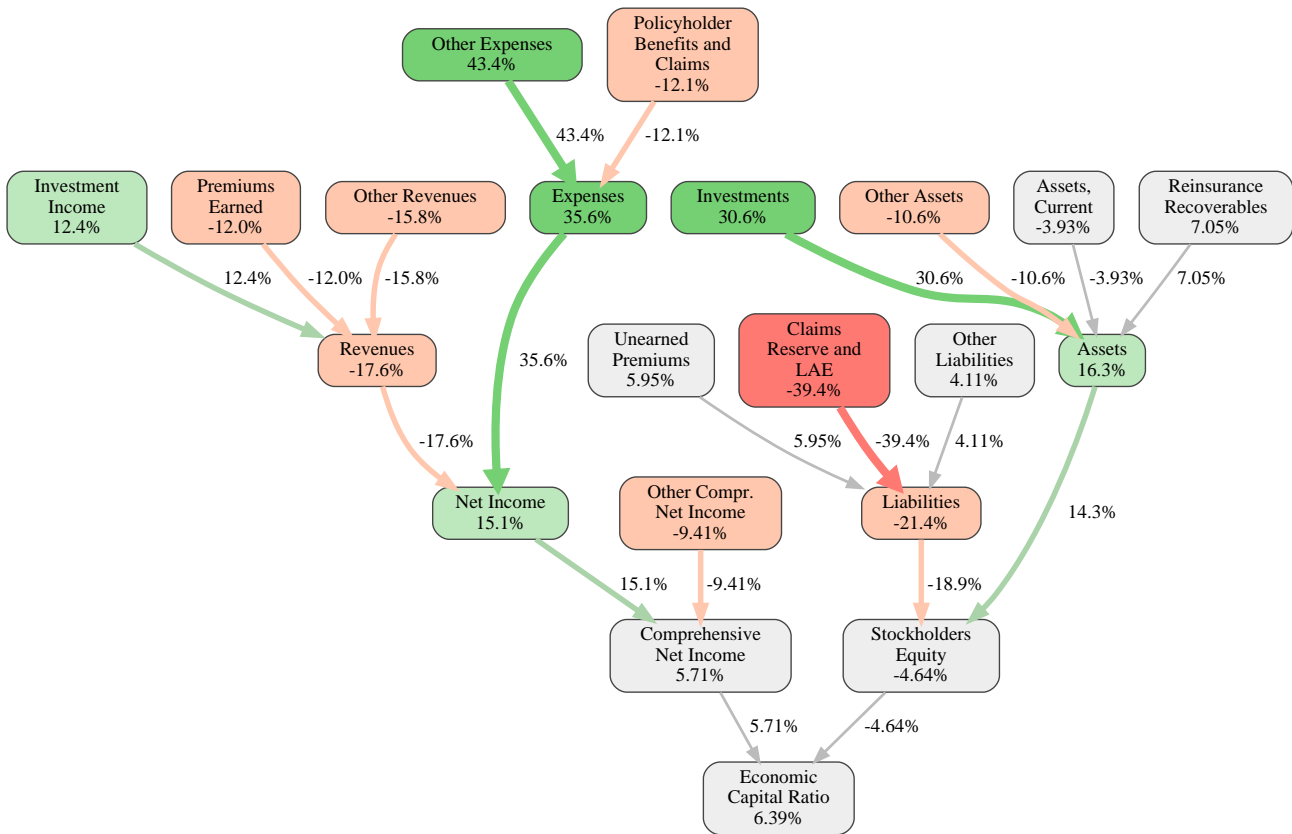 Other Expenses
43.4%
Policyholder
Benefits and
Claims
-12.1%
43.4%
-12.1%
Investment
Income
12.4%
Premiums
Earned
-12.0%
Other Revenues
-15.8%
Expenses
35.6%
Investments
30.6%
Other Assets
-10.6%
Assets,
Current
-3.93%
Reinsurance
Recoverables
7.05%
12.4%
-12.0%
-15.8%
30.6%
-10.6%
-3.93%
7.05%
Revenues
-17.6%
35.6%
Unearned
Premiums
5.95%
Claims
Reserve and
LAE
-39.4%
Other
Liabilities
4.11%
Assets
16.3%
-17.6%
5.95%
-39.4%
4.11%
Net Income
15.1%
Other Compr.
Net Income
-9.41%
Liabilities
-21.4%
14.3%
15.1%
-9.41%
-18.9%
Comprehensive
Net Income
5.71%
Stockholders
Equity
-4.64%
5.71%
-4.64%
Economic
Capital Ratio
6.39%